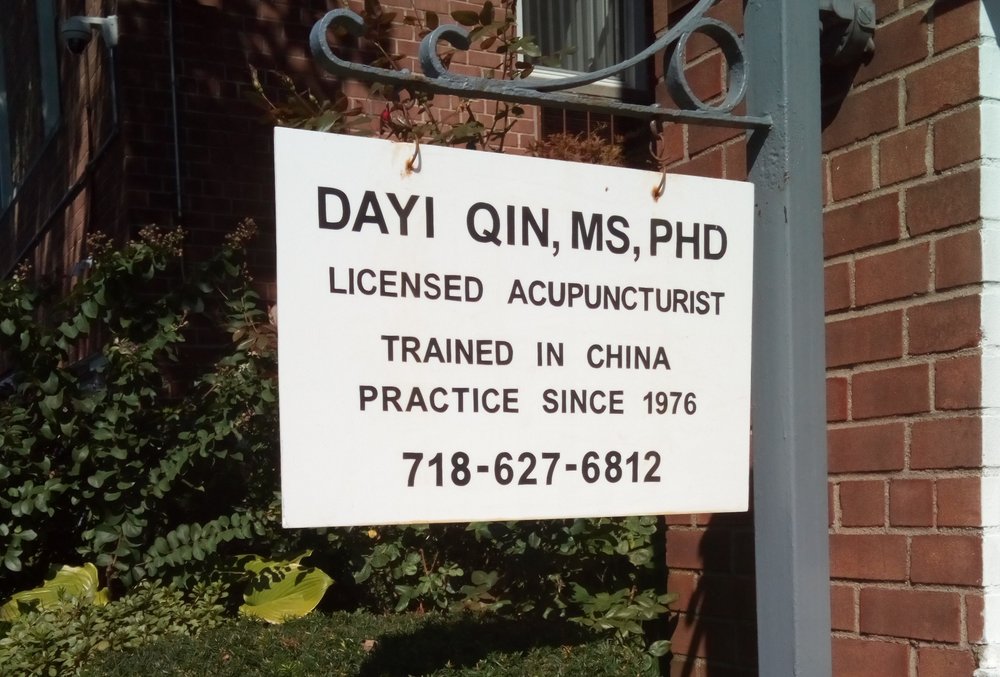 DAYI QIN, MS, PHD
LICENSED ACUPUNCTURIST
TRAINED IN CHINA
PRACTICE SINCE 1976
718-627-6812